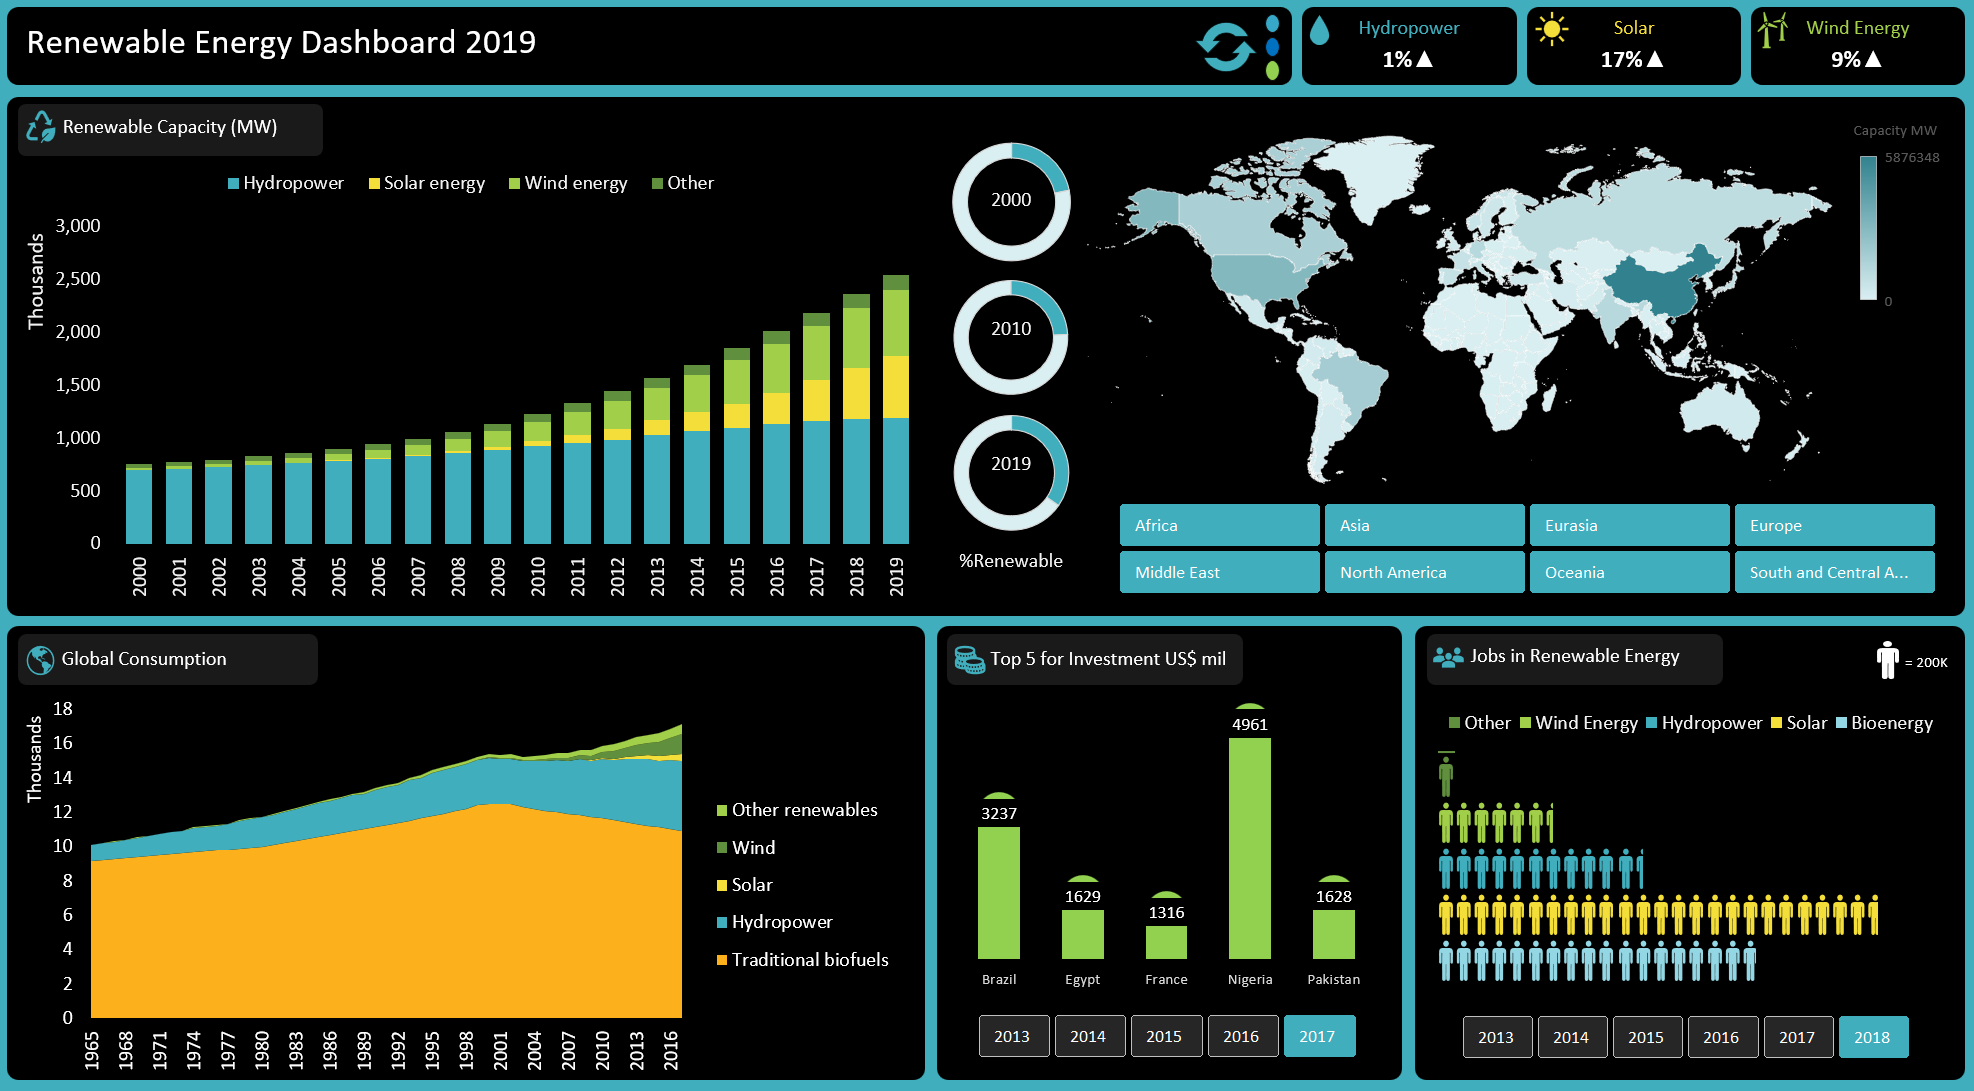 Renewable Energy Dashboard 2019
Hydropower
1%
Solar
17%
Wind Energy
9%
Renewable Capacity (MW)
Hydropower Solar energy Wind energy Other
Thousands
3,000
2,500
2,000
1,500
1,000
500
0
2000 2001 2002 2003 2004 2005 2006 2007 2008 2009 2010 2011 2012 2013 2014 2015 2016 2017 2018 2019
2000
2010
2019
%Renewable
Capacity MW
5876348
0
Africa Asia Eurasia Europe
Middle East North America Oceania South and Central A...
Global Consumption
Thousands
18
16
14
12
10
8
6
4
2
0
1965 1968 1971 1974 1977 1980 1983 1986 1989 1992 1995 1998 2001 2004 2007 2010 2013 2016
Other renewables
Wind
Solar
Hydropower
Traditional biofuels
Top 5 for Investment US$ mil
3237 1629 1316 4961 1628
Brazil Egypt France Nigeria Pakistan
2013 2014 2015 2016 2017
Jobs in Renewable Energy
= 200K
Other Wind Energy Hydropower Solar Bioenergy
2013 2014 2015 2016 2017 2018